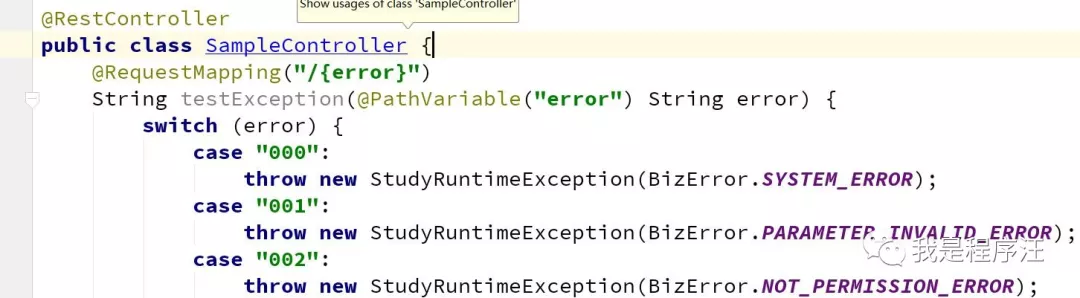 Show usages of class 'SampleController'
@RestController
public class SampleController {
@RequestMapping("/{error}")
String testException(@PathVariable("error") String error) {
switch (error) {
case "000":
throw new StudyRuntimeException(BizError.SYSTEM_ERROR);
case "001":
throw new StudyRuntimeException(BizError.PARAMETER_INVALID_ERROR);
我是程序汪
case "002":
throw new StudyRuntimeException(BizError.NOT_PERMISSION_ERROR);